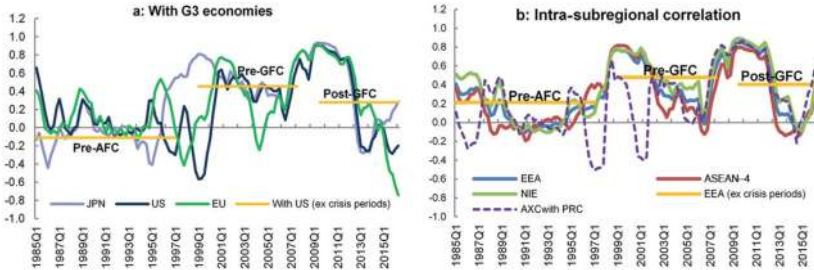 a: With G3 economies
1.2
1.0
0.8
0.6
0.4
0.2
0.0
-0.2
-0.4
-0.6
-0.8
-1.0
Pre-AFC
Pre-GFC
Post-GFC
JPN US EU With US (ex crisis periods)
1985Q1 1987Q1 1989Q1 1991Q1 1993Q1 1995Q1 1997Q1 1999Q1 2001Q1 2003Q1 2005Q1 2007Q1 2009Q1 2011Q1 2013Q1 2015Q1
b: Intra-subregional correlation
1.0
0.8
0.6
0.4
0.2
0.0
-0.2
-0.4
-0.6
-0.8
-1.0
Pre-AFC
Pre-GFC
Post-GFC
EEA ASEAN-4
NIE EEA (ex crisis periods)
AXCwith PRC
1985Q1 1987Q1 1989Q1 1991Q1 1993Q1 1995Q1 1997Q1 1999Q1 2001Q1 2003Q1 2005Q1 2007Q1 2009Q1 2011Q1 2013Q1 2015Q1